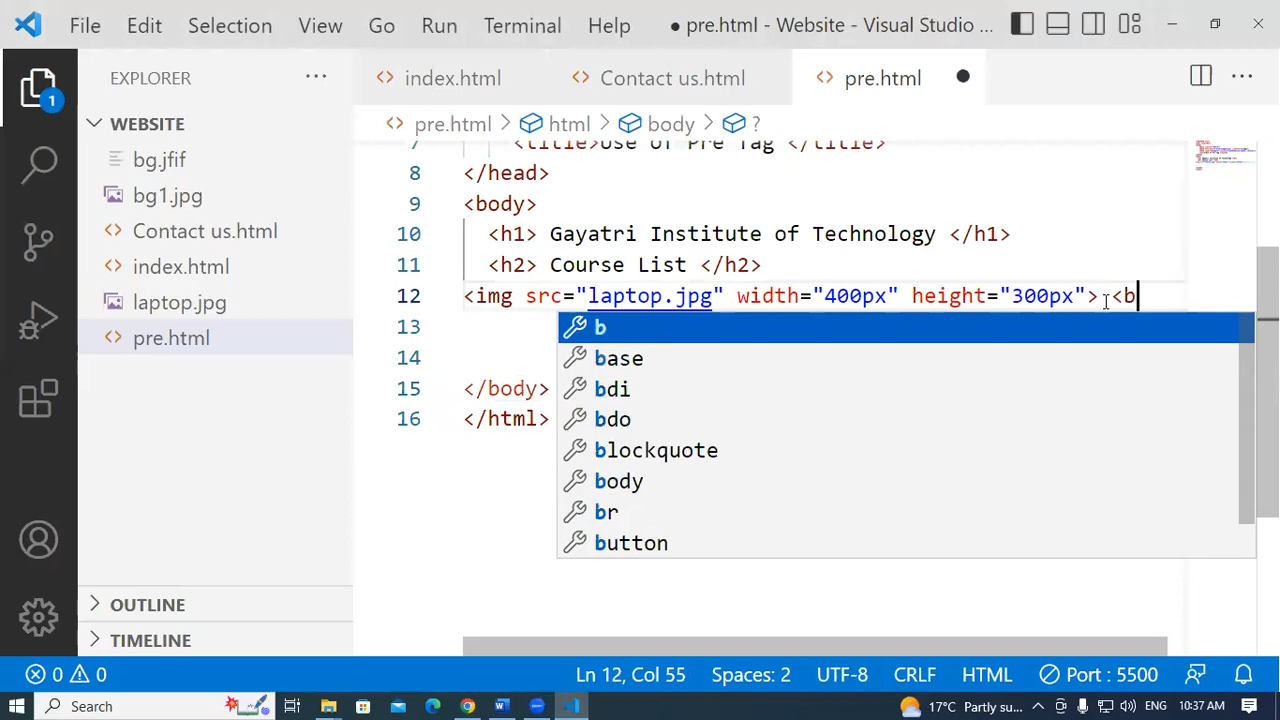 File Edit Selection View Go Run Terminal Help ● pre.html - Website - Visual Studio ...
EXPLORER ...
index.html Contact us.html pre.html
pre.html > html > body > ?
1
WEBSITE
bg.jfif
bg1.jpg
Contact us.html
index.html
laptop.jpg
pre.html
7 <title>Use of Pre Tag </title>
8 </head>
9 <body>
10 <h1> Gayatri Institute of Technology </h1>
11 <h2> Course List </h2>
12 <img src="laptop.jpg" width="400px" height="300px"> <b
13
14
15 </body>
16 </html>
b
base
bdi
bdo
blockquote
body
br
button
OUTLINE
TIMELINE
0 0 Ln 12, Col 55 Spaces: 2 UTF-8 CRLF HTML Port : 5500
Search 17°C Partly su... ENG 10:37 AM